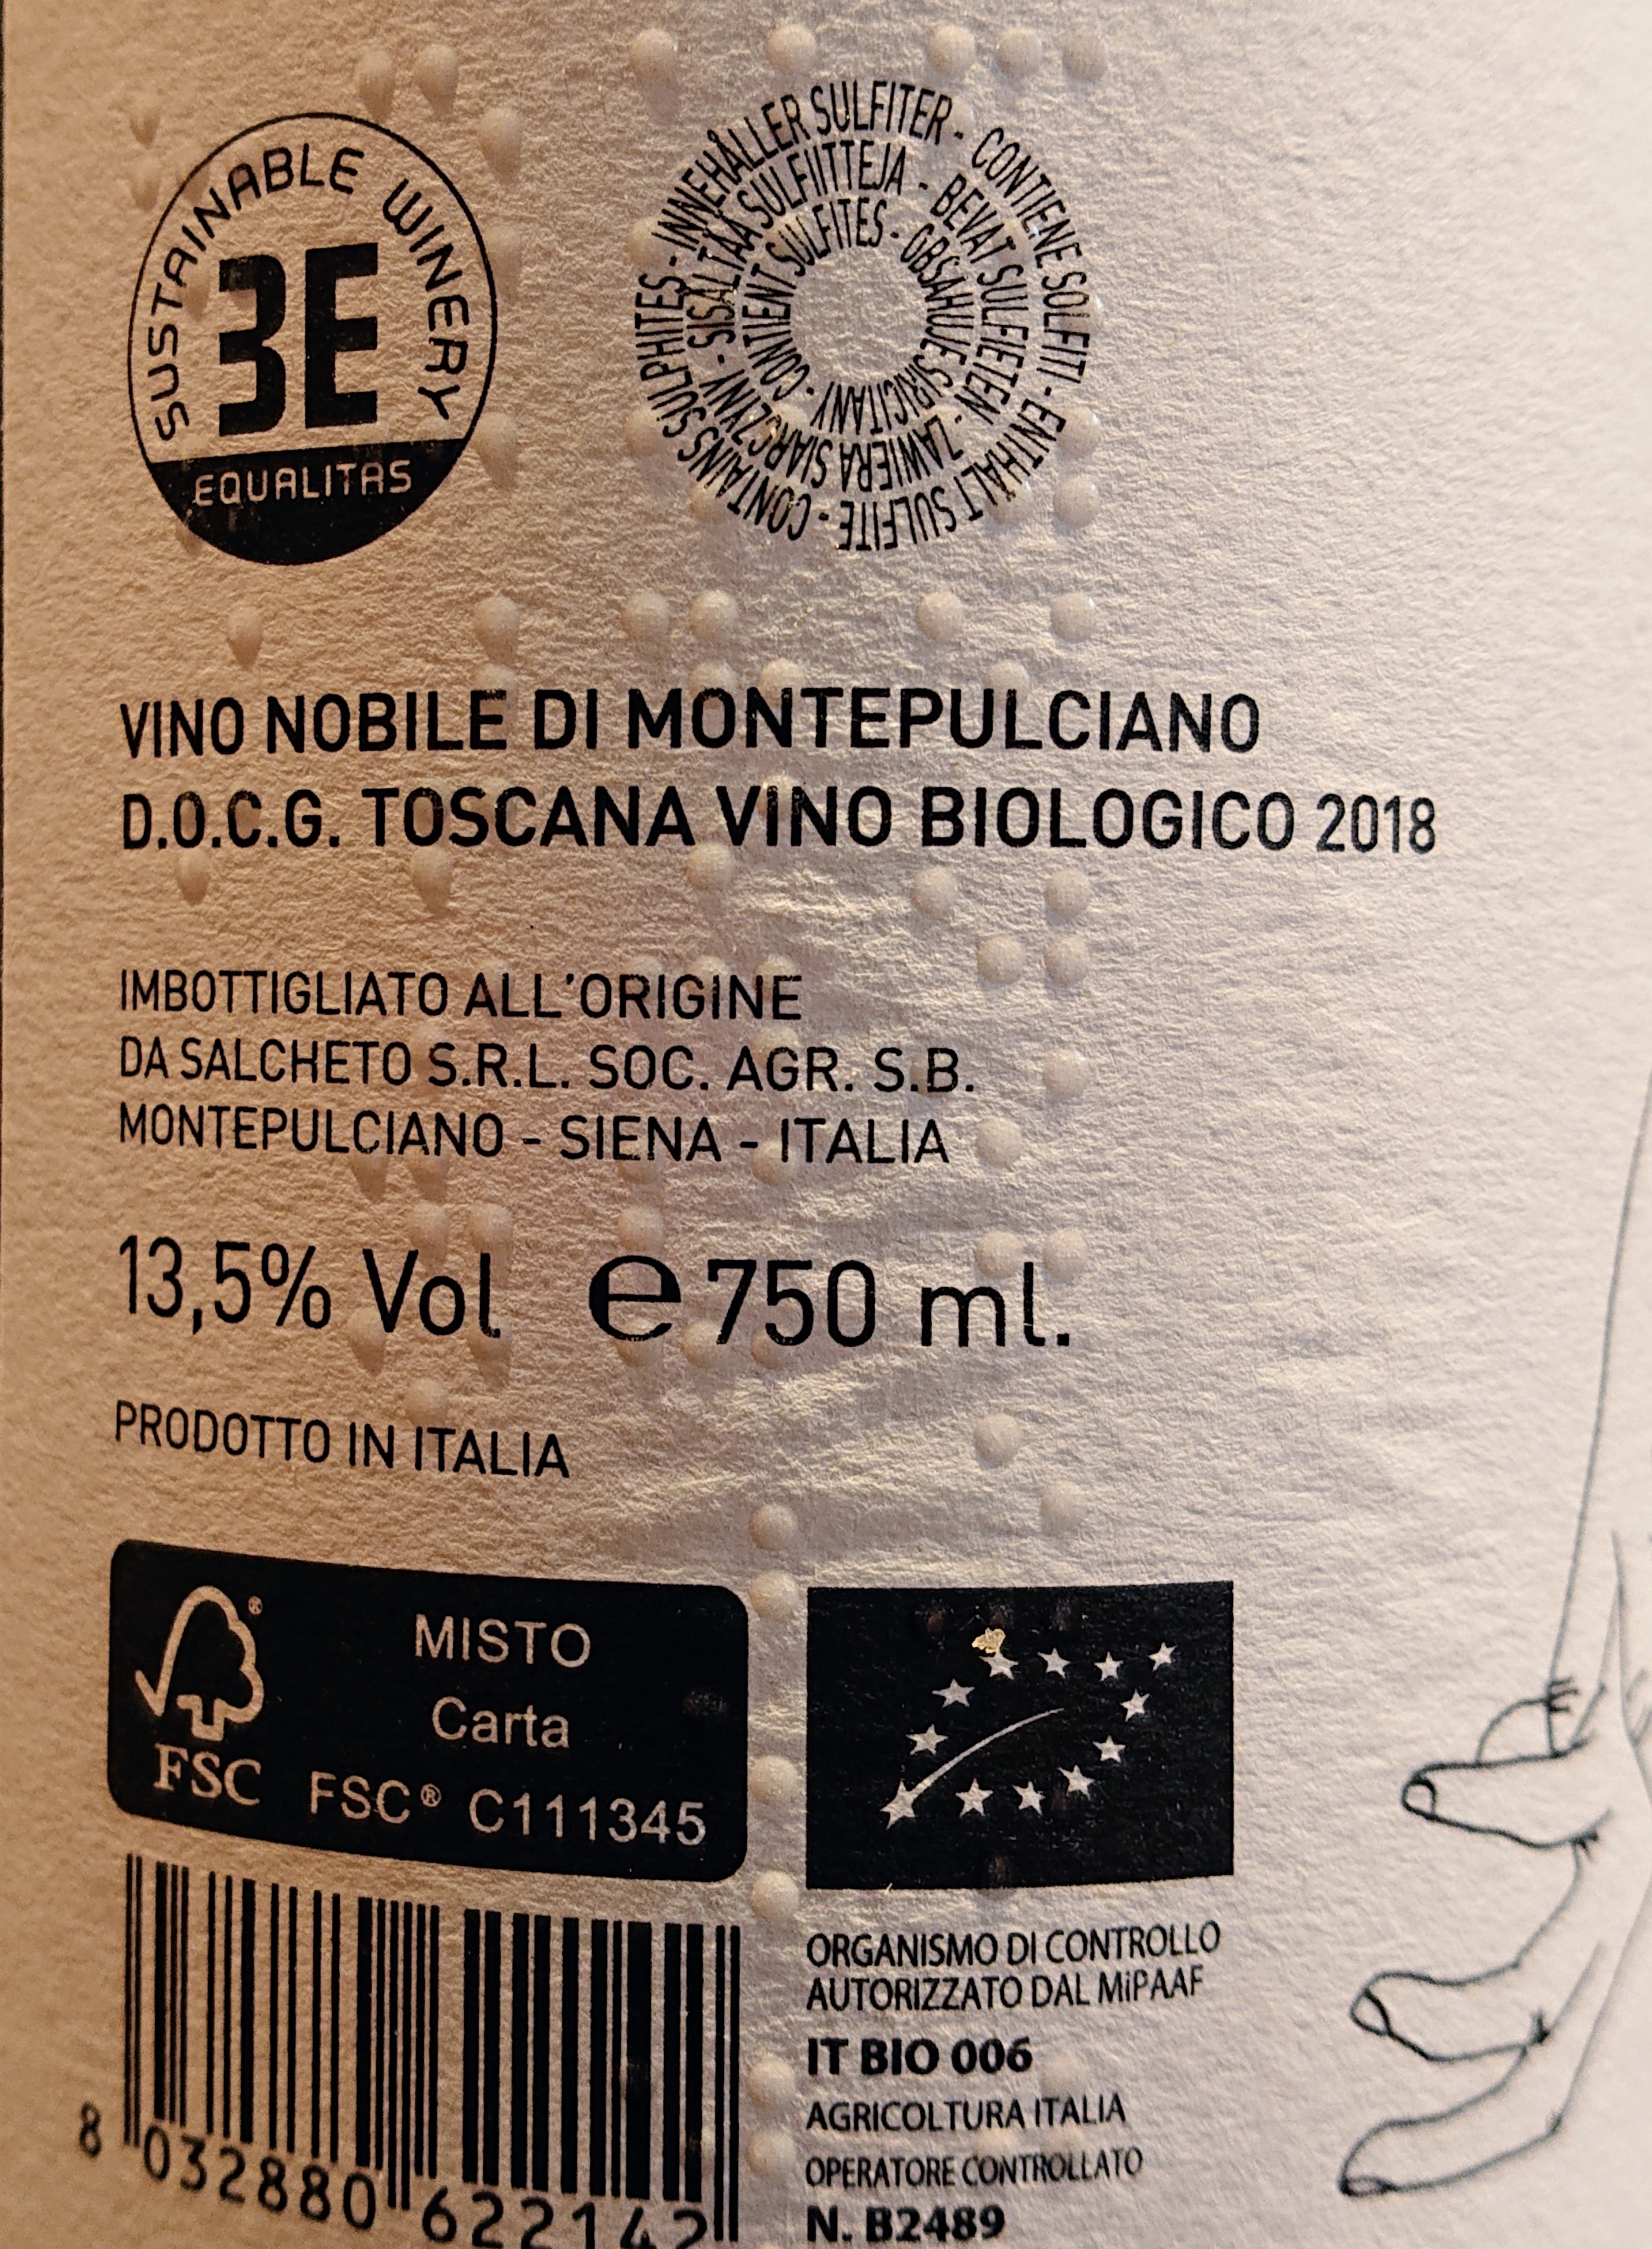 SUSTAINABLE WINERY
3E
EQUALITAS
INNEHÅLLER SULFITER - CONTIENE SOLFITI - ENTHÄLT SULFITE - CONTAINS SULPHITES -
SISÄLTÄÄ SULFIITTEJA - BEVAT SULFIETEN - ZAWIERA SIARCZYNY -
CONTIENT SULFITES - OBSAHUJE SIRICITANY -
VINO NOBILE DI MONTEPULCIANO
D.O.C.G. TOSCANA VINO BIOLOGICO 2018
IMBOTTIGLIATO ALL'ORIGINE
DA SALCHETO S.R.L. SOC. AGR. S.B.
MONTEPULCIANO - SIENA - ITALIA
13,5% Vol e 750 ml.
PRODOTTO IN ITALIA
MISTO
Carta
FSC® C111345
FSC
ORGANISMO DI CONTROLLO
AUTORIZZATO DAL MiPAAF
IT BIO 006
AGRICOLTURA ITALIA
OPERATORE CONTROLLATO
N. B2489
8 032880 622142